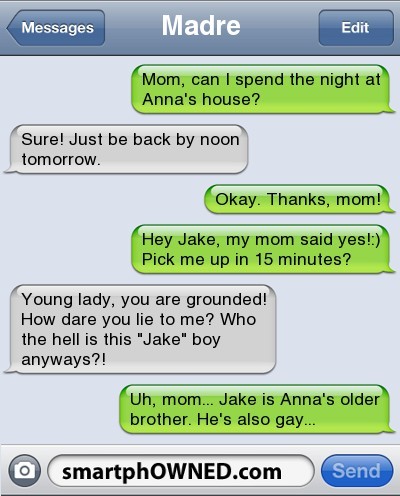 Messages
Madre
Edit
Mom, can I spend the night at
Anna's house?
Sure! Just be back by noon
tomorrow.
Okay. Thanks, mom!
Hey Jake, my mom said yes!:)
Pick me up in 15 minutes?
Young lady, you are grounded!
How dare you lie to me? Who
the hell is this "Jake" boy
anyways?!
Uh, mom... Jake is Anna's older
brother. He's also gay...
smartphOWNED.com
Send